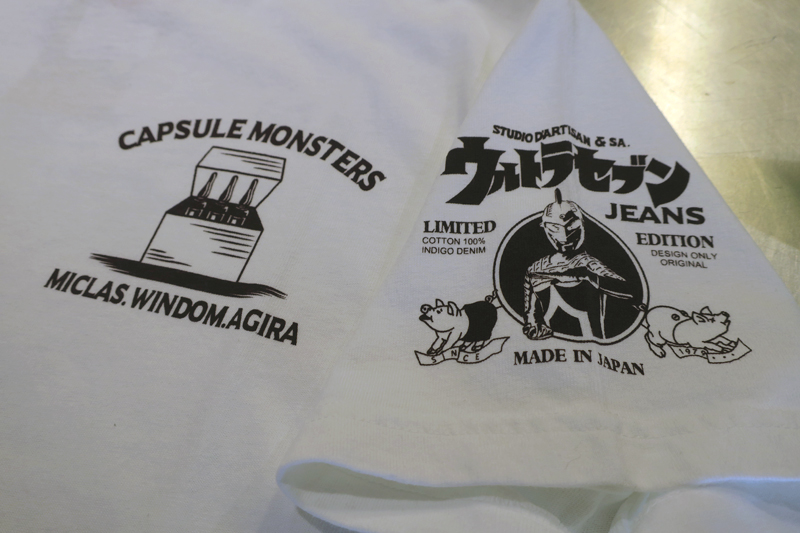 CAPSULE MONSTERS
MICLAS. WINDOM. AGIRA
STUDIO D'ARTISAN & SA.
ウルトラセブン
JEANS
LIMITED
COTTON 100%
INDIGO DENIM
EDITION
DESIGN ONLY
ORIGINAL
SINCE
1979
MADE IN JAPAN